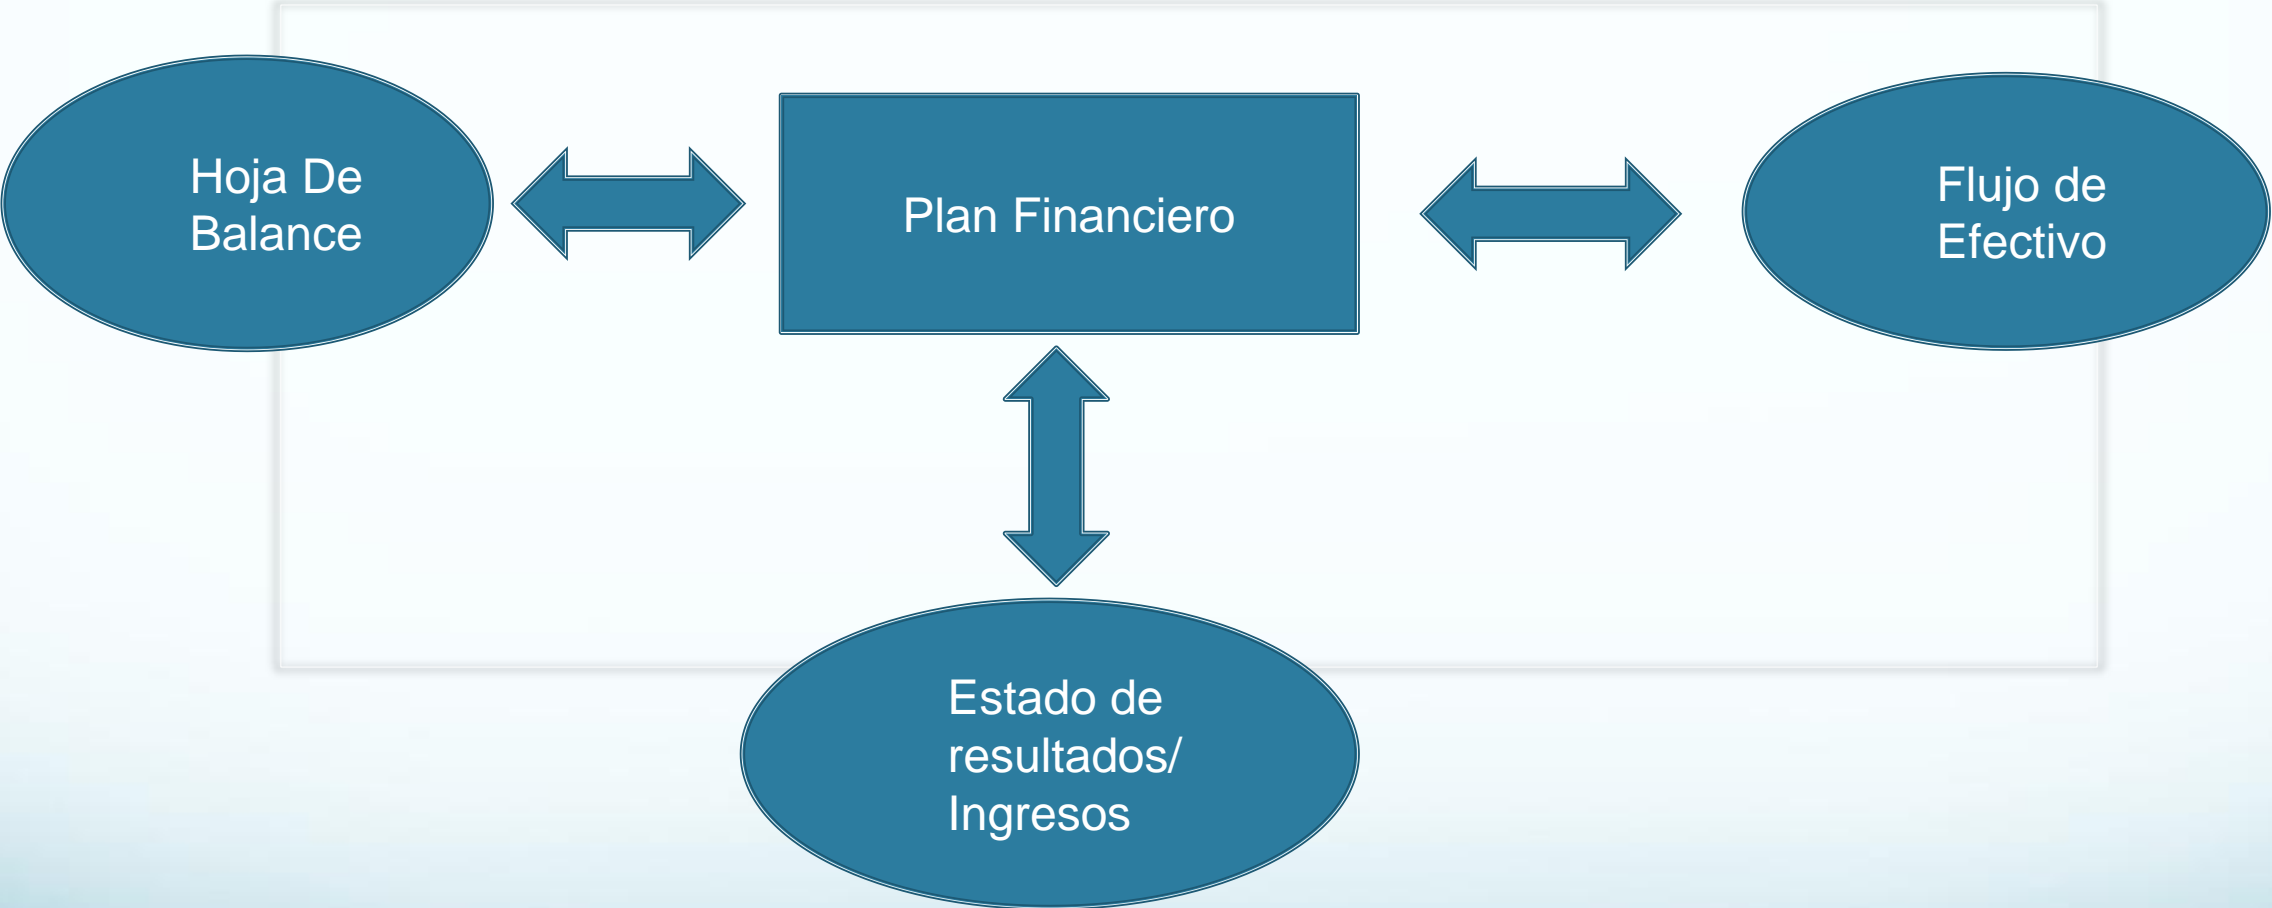 Hoja De
Balance
Plan Financiero
Flujo de
Efectivo
Estado de
resultados/
Ingresos